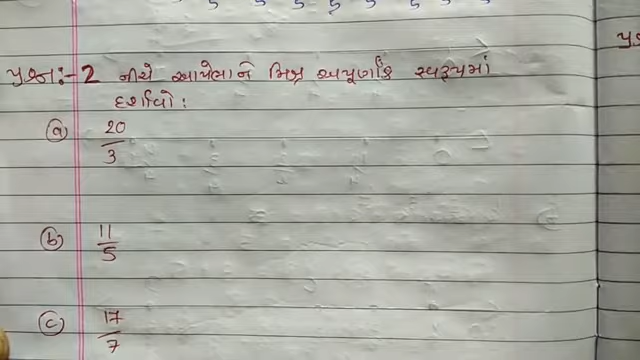 પ્રશ્ન:- 2 નીચે આપેલાને મિશ્ર અપૂર્ણાંક સ્વરૂપમાં
દર્શાવો:
(a) 20/3
(b) 11/5
(c) 17/7